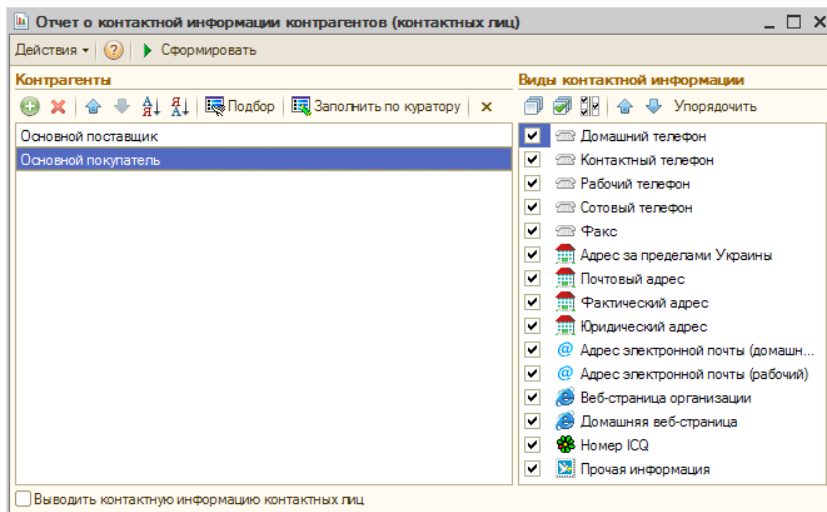 Отчет о контактной информации контрагентов (контактных лиц)
Действия ? Сформировать
Контрагенты
Подбор Заполнить по куратору
Основной поставщик
Основной покупатель
Виды контактной информации
Упорядочить
Домашний телефон
Контактный телефон
Рабочий телефон
Сотовый телефон
Факс
Адрес за пределами Украины
Почтовый адрес
Фактический адрес
Юридический адрес
Адрес электронной почты (домашн...
Адрес электронной почты (рабочий)
Веб-страница организации
Домашняя веб-страница
Номер ICQ
Прочая информация
Выводить контактную информацию контактных лиц